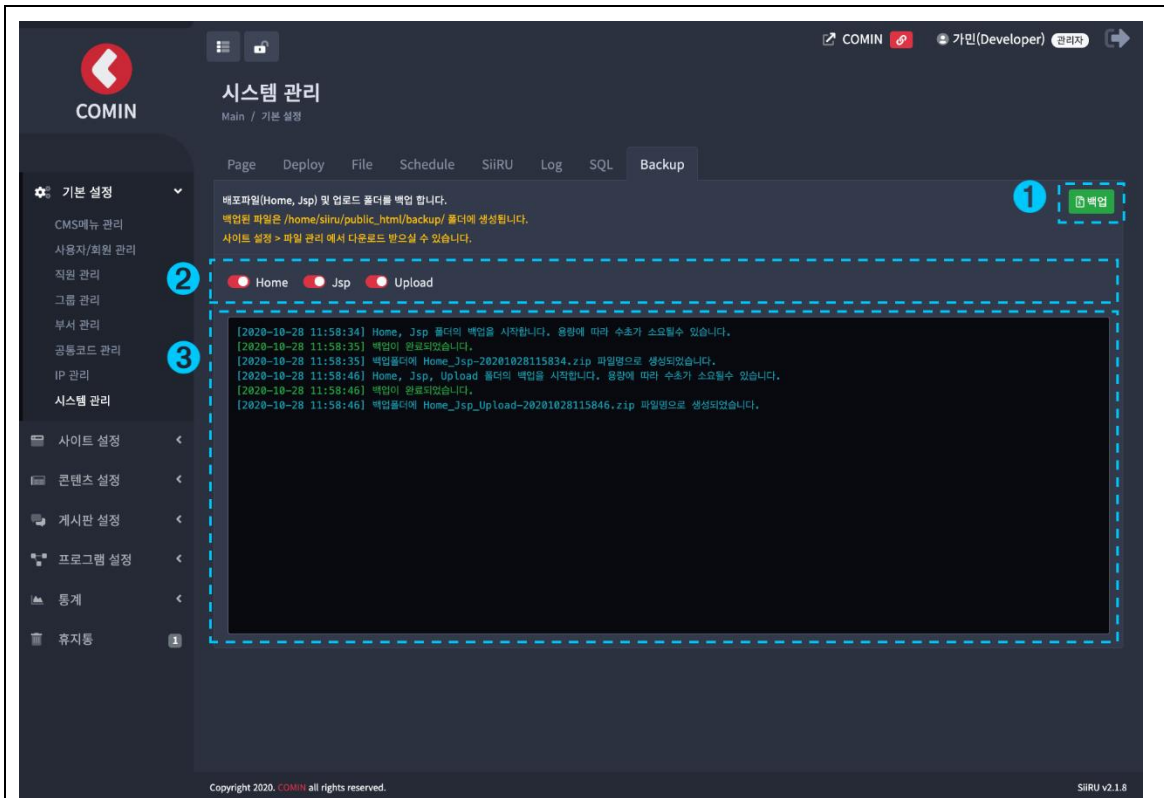 COMIN
COMIN 가민(Developer) 관리자
시스템 관리
Main / 기본 설정
Page Deploy File Schedule SiiRU Log SQL Backup
기본 설정
CMS메뉴 관리
사용자/회원 관리
직원 관리
그룹 관리
부서 관리
공통코드 관리
IP 관리
시스템 관리
사이트 설정
콘텐츠 설정
게시판 설정
프로그램 설정
통계
휴지통 1
배포파일(Home, Jsp) 및 업로드 폴더를 백업 합니다.
백업된 파일은 /home/siiru/public_html/backup/ 폴더에 생성됩니다.
사이트 설정 > 파일 관리 에서 다운로드 받으실 수 있습니다.
1 백업
2 Home Jsp Upload
3
[2020-10-28 11:58:34] Home, Jsp 폴더의 백업을 시작합니다. 용량에 따라 수초가 소요될수 있습니다.
[2020-10-28 11:58:35] 백업이 완료되었습니다.
[2020-10-28 11:58:35] 백업폴더에 Home_Jsp-20201028115834.zip 파일명으로 생성되었습니다.
[2020-10-28 11:58:46] Home, Jsp, Upload 폴더의 백업을 시작합니다. 용량에 따라 수초가 소요될수 있습니다.
[2020-10-28 11:58:46] 백업이 완료되었습니다.
[2020-10-28 11:58:46] 백업폴더에 Home_Jsp_Upload-20201028115846.zip 파일명으로 생성되었습니다.
Copyright 2020. COMIN all rights reserved.
SiiRU v2.1.8